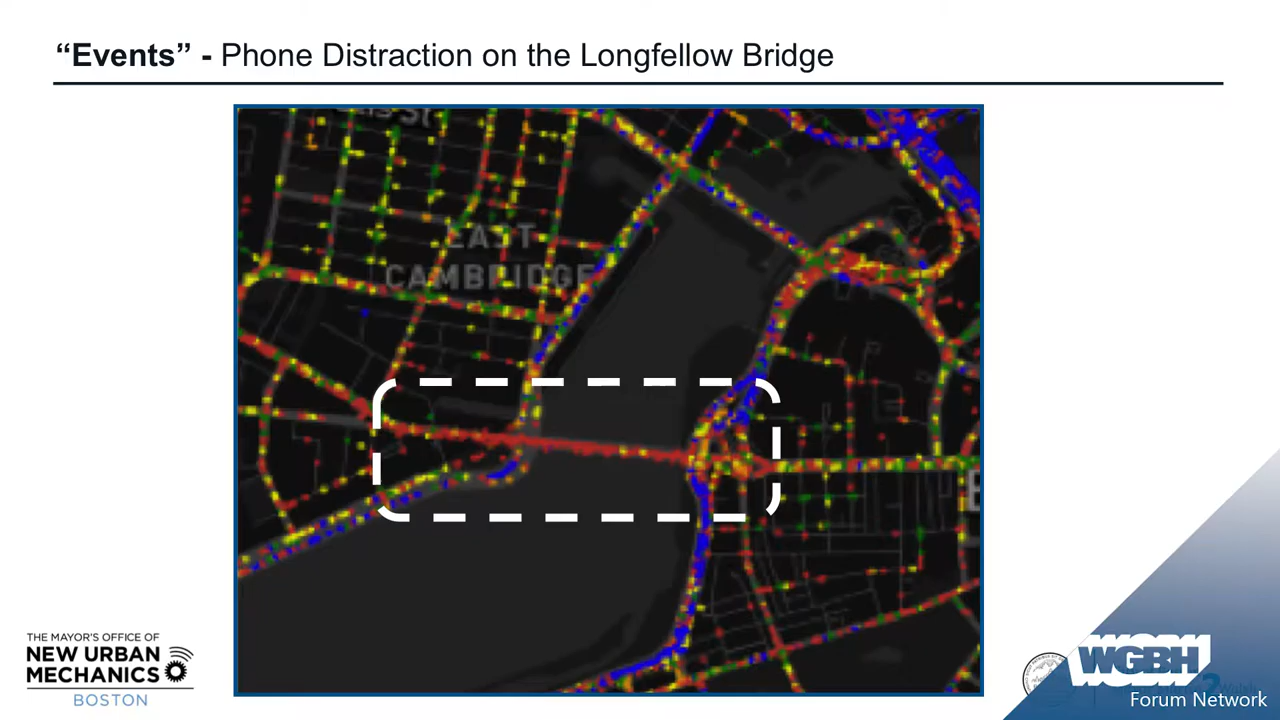 “Events” - Phone Distraction on the Longfellow Bridge
EAST
CAMBRIDGE
THE MAYOR'S OFFICE OF
NEW URBAN
MECHANICS
BOSTON
WGBH
Forum Network